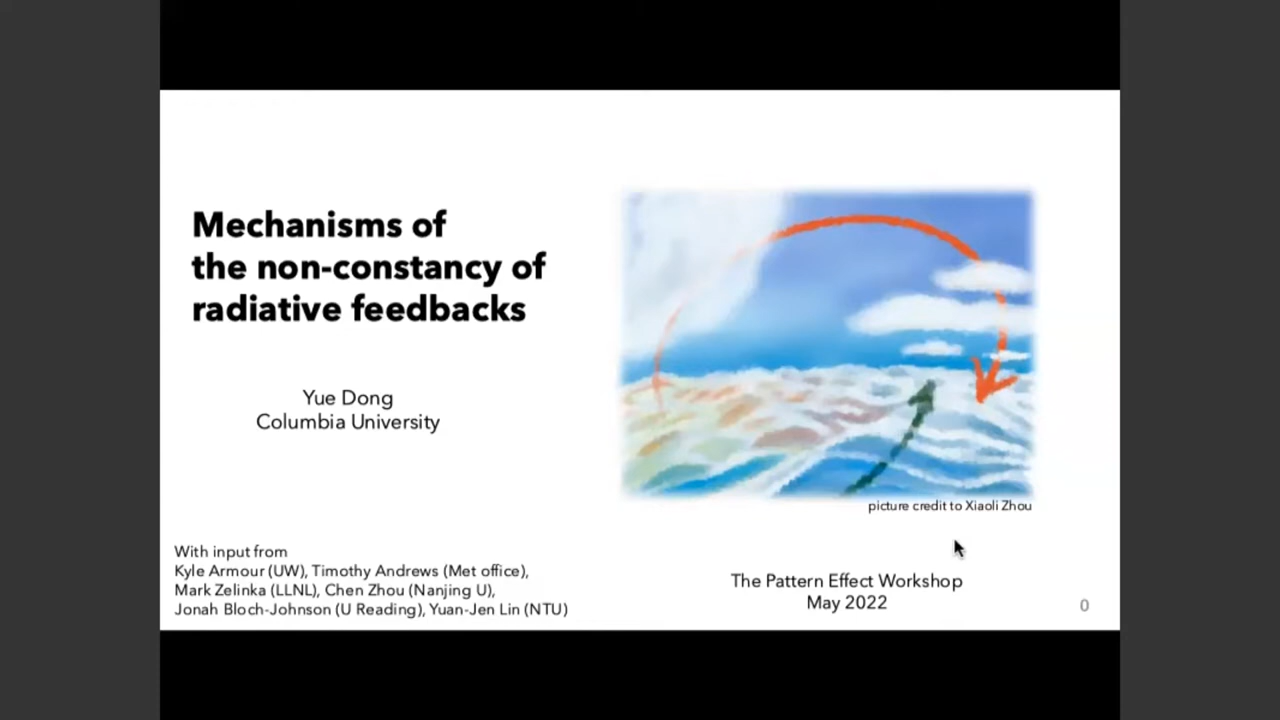 Mechanisms of
the non-constancy of
radiative feedbacks
Yue Dong
Columbia University
picture credit to Xiaoli Zhou
With input from
Kyle Armour (UW), Timothy Andrews (Met office),
Mark Zelinka (LLNL), Chen Zhou (Nanjing U),
Jonah Bloch-Johnson (U Reading), Yuan-Jen Lin (NTU)
The Pattern Effect Workshop
May 2022
0